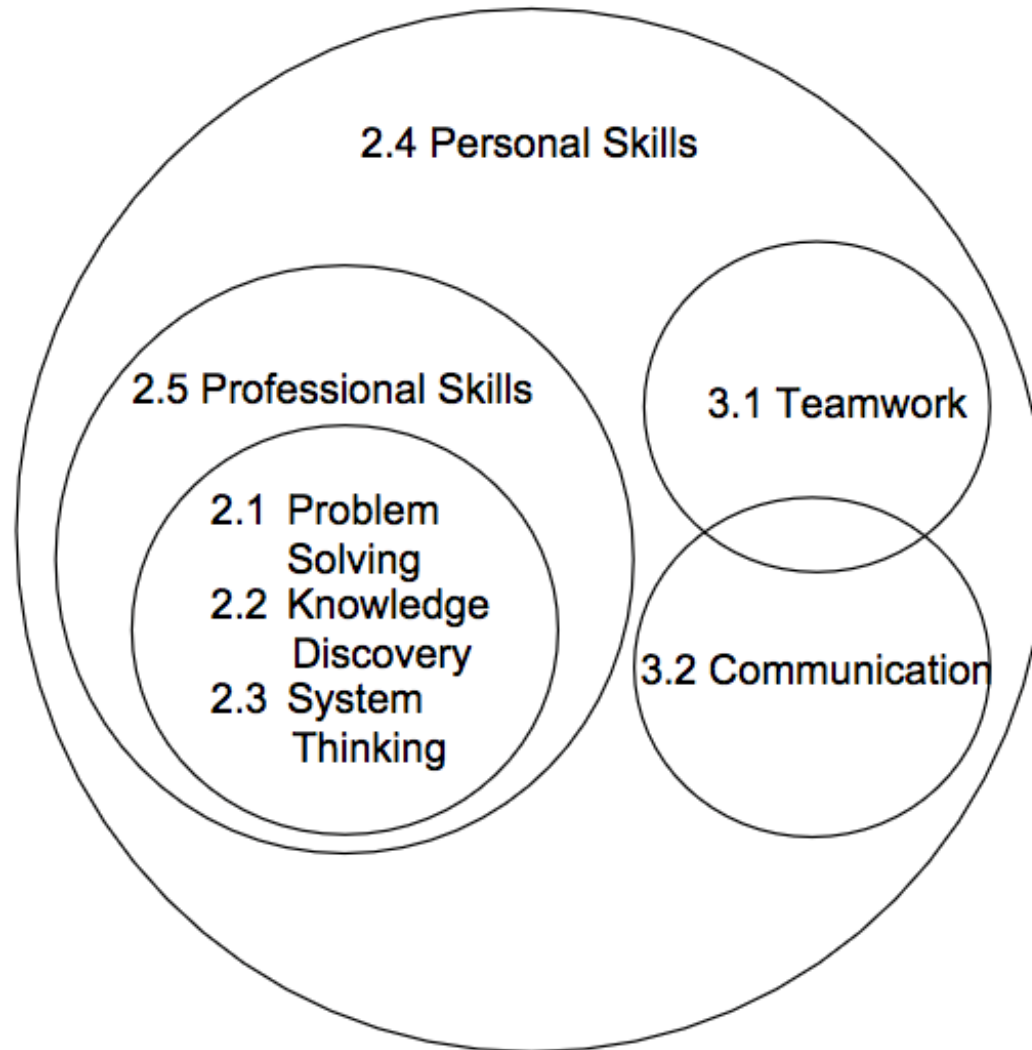 2.4 Personal Skills
2.5 Professional Skills
3.1 Teamwork
2.1 Problem
Solving
2.2 Knowledge
Discovery
2.3 System
Thinking
3.2 Communication